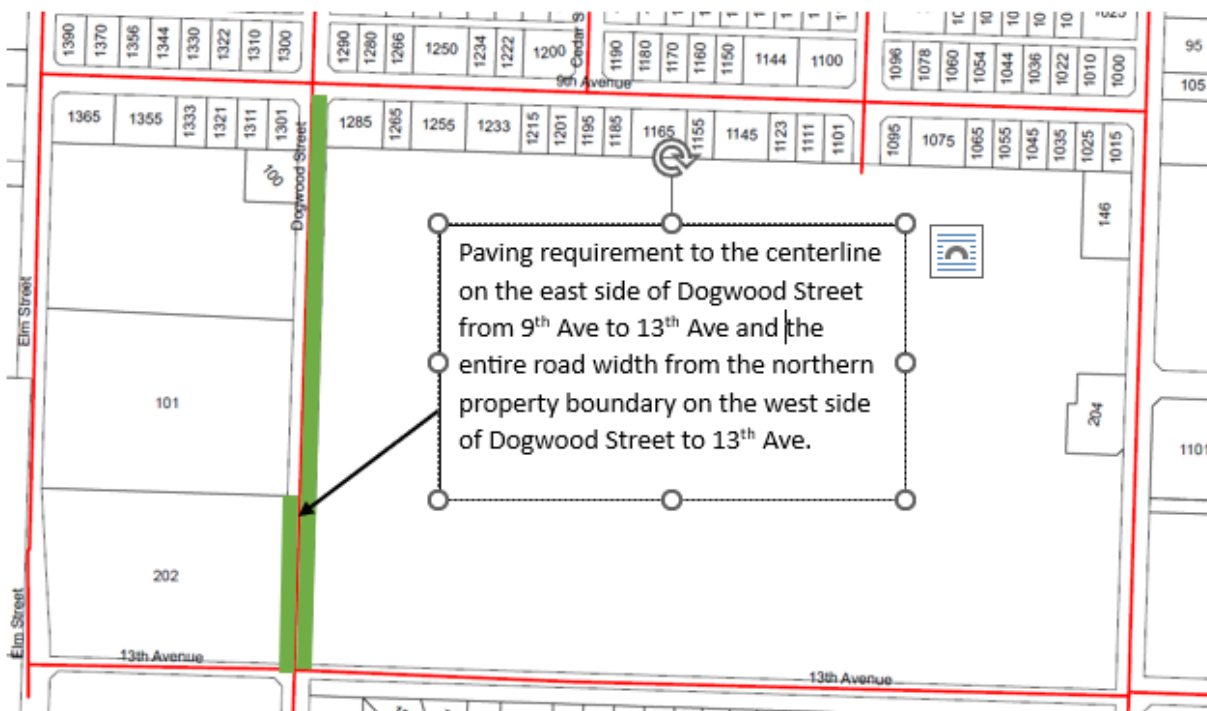 1390 1370 1356 1344 1330 1322 1310 1300 1290 1280 1266 1250 1234 1222 1200 Cedar S 1190 1180 1170 1160 1150 1144 1100 1096 1078 1060 1054 1044 1036 1022 1010 1000 95
105
9th Avenue
1365 1355 1333 1321 1311 1301 1285 1265 1255 1233 1215 1201 1195 1185 1165 1155 1145 1123 1111 1101 1095 1075 1065 1055 1045 1035 1025 1015
100
Dogwood Street
146
Elm Street
Paving requirement to the centerline
on the east side of Dogwood Street
from 9th Ave to 13th Ave and the
entire road width from the northern
property boundary on the west side
of Dogwood Street to 13th Ave.
101
204
1101
202
Elm Street
13th Avenue
13th Avenue